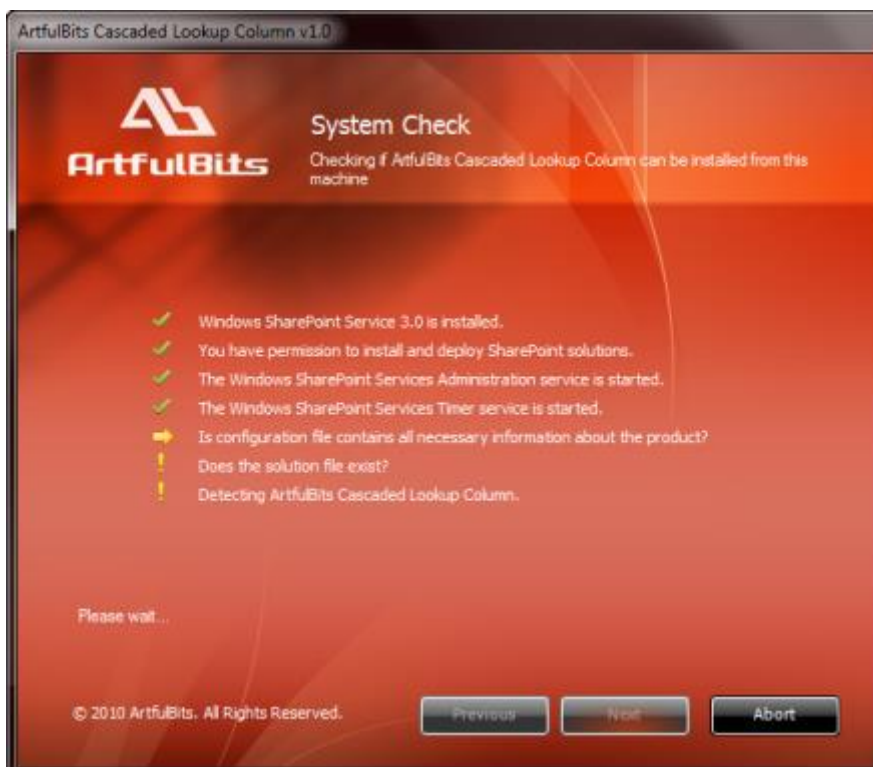 ArtfulBits Cascaded Lookup Column v1.0
ArtfulBits
System Check
Checking if ArtfulBits Cascaded Lookup Column can be installed from this
machine
Windows SharePoint Service 3.0 is installed.
You have permission to install and deploy SharePoint solutions.
The Windows SharePoint Services Administration service is started.
The Windows SharePoint Services Timer service is started.
Is configuration file contains all necessary information about the product?
Does the solution file exist?
Detecting ArtfulBits Cascaded Lookup Column.
Please wait...
© 2010 ArtfulBits. All Rights Reserved.
Previous
Next
Abort